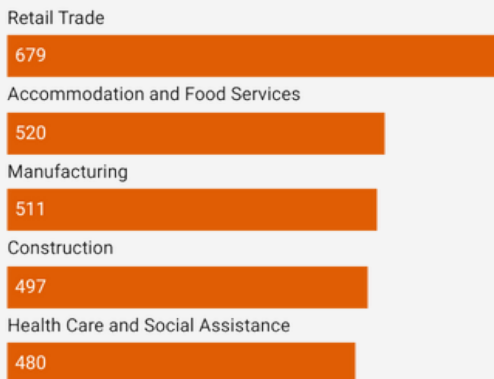 Retail Trade
679
Accommodation and Food Services
520
Manufacturing
511
Construction
497
Health Care and Social Assistance
480